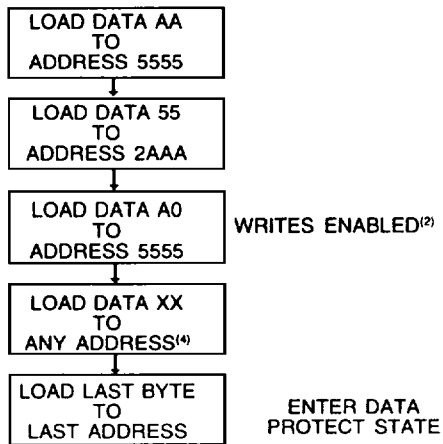 LOAD DATA AA
TO
ADDRESS 5555
LOAD DATA 55
TO
ADDRESS 2AAA
LOAD DATA A0
TO
ADDRESS 5555
WRITES ENABLED(2)
LOAD DATA XX
TO
ANY ADDRESS(4)
LOAD LAST BYTE
TO
LAST ADDRESS
ENTER DATA
PROTECT STATE